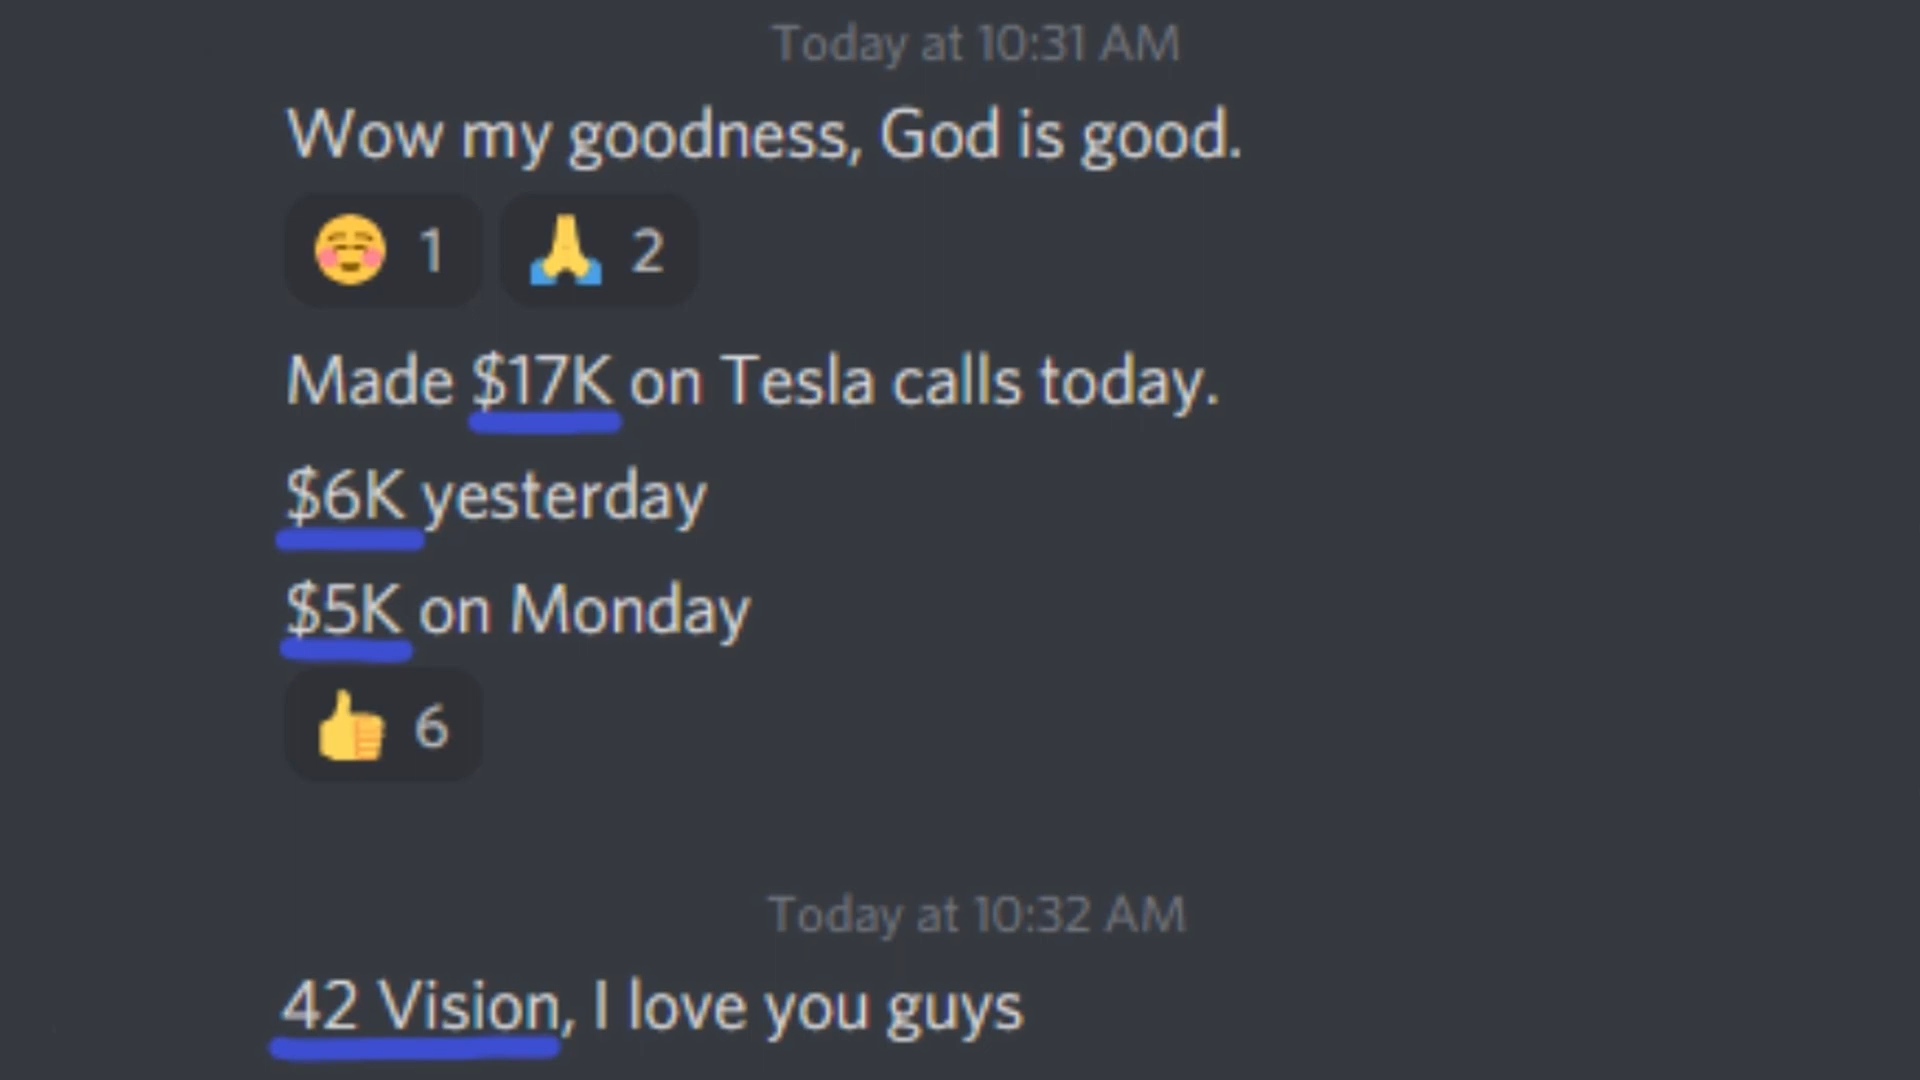 Today at 10:31 AM
Wow my goodness, God is good.
1 2
Made $17K on Tesla calls today.
$6K yesterday
$5K on Monday
6
Today at 10:32 AM
42 Vision, I love you guys